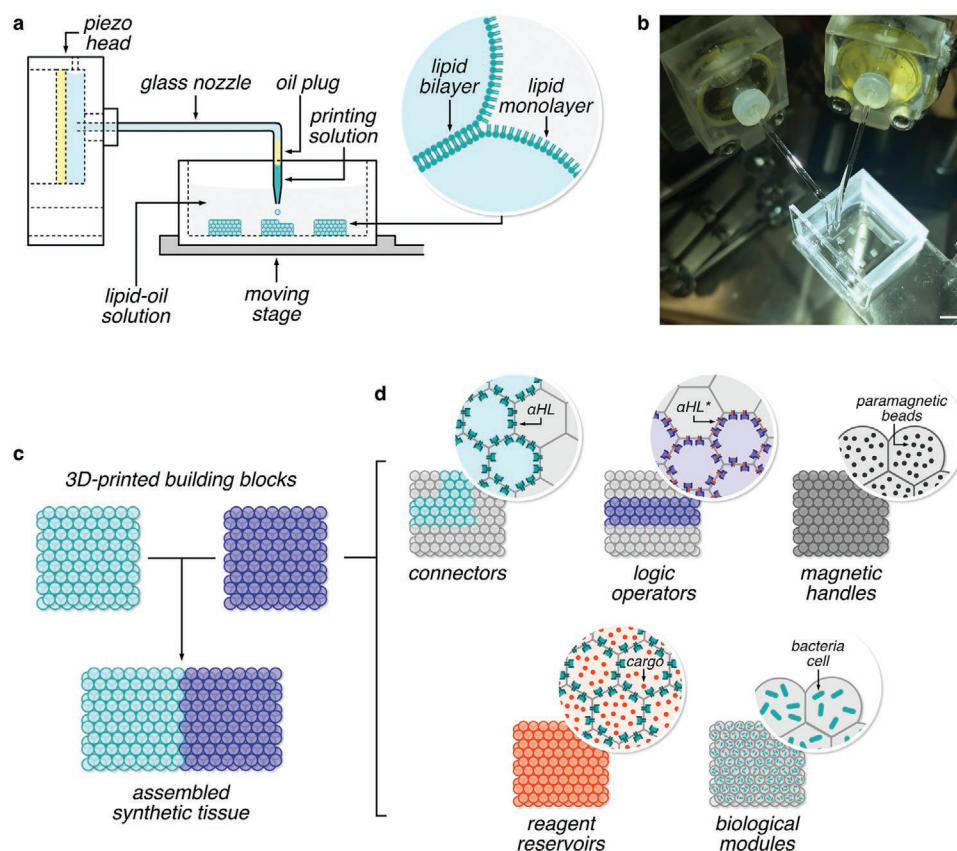 a
piezo
head
glass nozzle
oil plug
printing
solution
lipid
bilayer
lipid
monolayer
lipid-oil
solution
moving
stage
b
c
3D-printed building blocks
assembled
synthetic tissue
d
αHL
connectors
αHL*
logic
operators
paramagnetic
beads
magnetic
handles
cargo
reagent
reservoirs
bacteria
cell
biological
modules